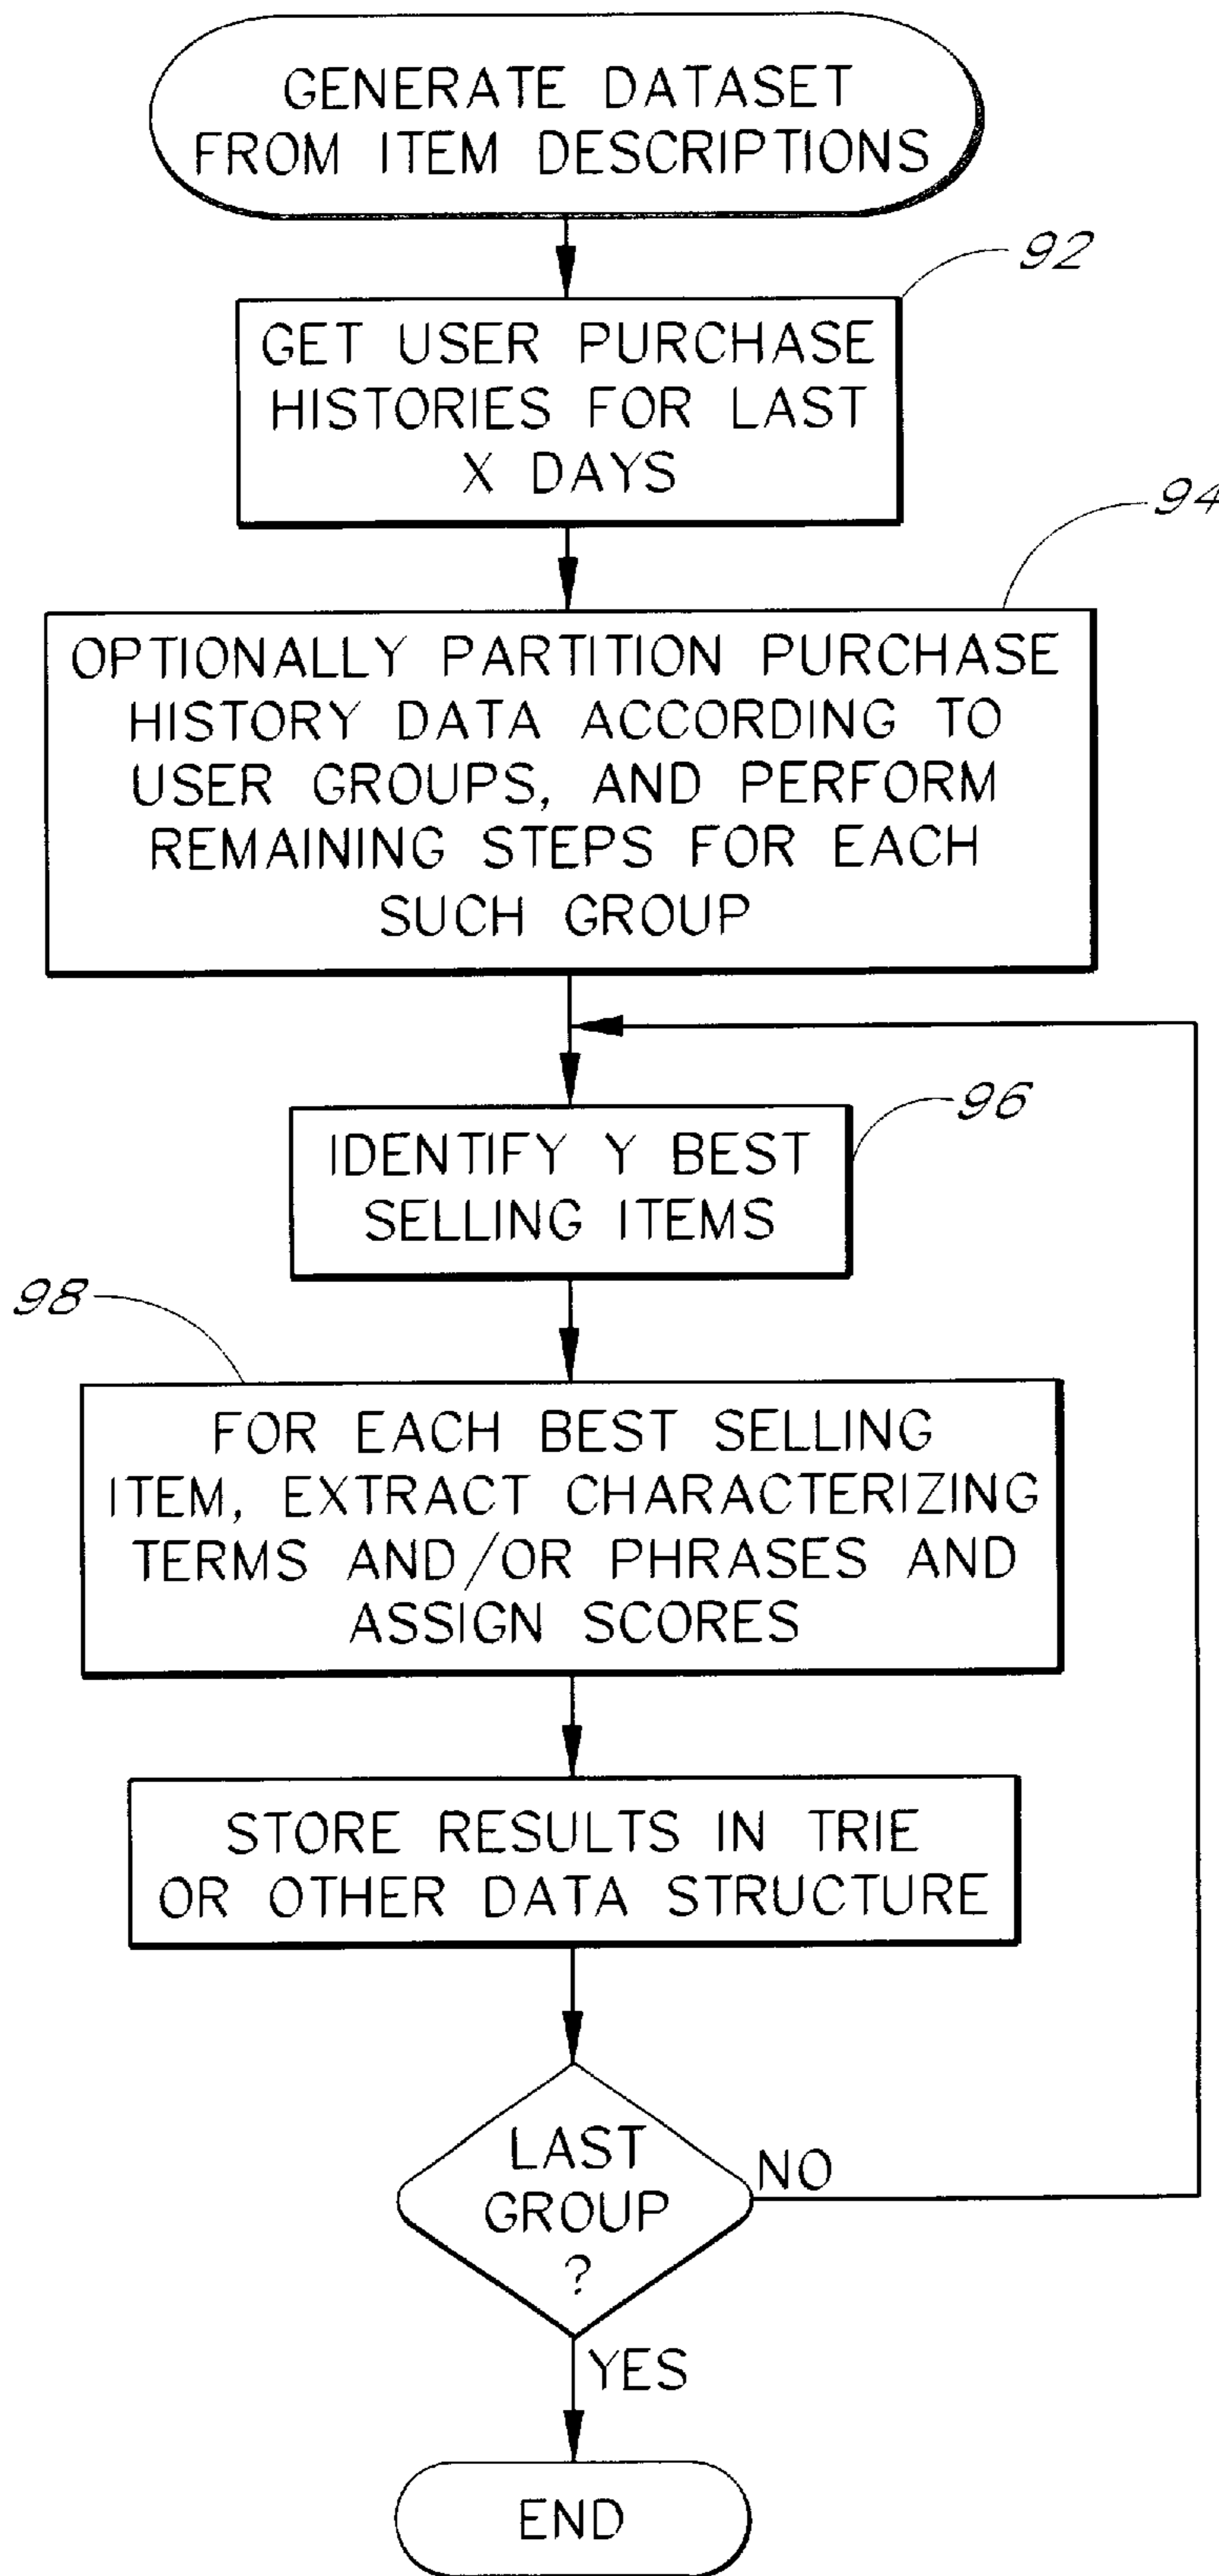 GENERATE DATASET
FROM ITEM DESCRIPTIONS
92
GET USER PURCHASE
HISTORIES FOR LAST
X DAYS
94
OPTIONALLY PARTITION PURCHASE
HISTORY DATA ACCORDING TO
USER GROUPS, AND PERFORM
REMAINING STEPS FOR EACH
SUCH GROUP
96
IDENTIFY Y BEST
SELLING ITEMS
98
FOR EACH BEST SELLING
ITEM, EXTRACT CHARACTERIZING
TERMS AND/OR PHRASES AND
ASSIGN SCORES
STORE RESULTS IN TRIE
OR OTHER DATA STRUCTURE
LAST
GROUP
?
NO
YES
END